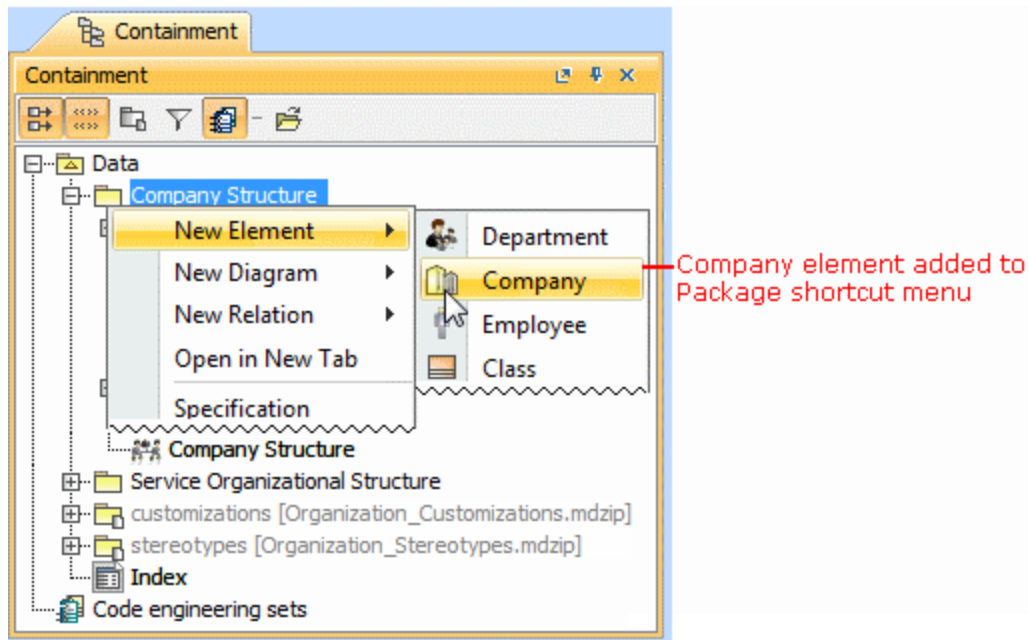 Containment
Containment
Data
Company Structure
New Element
Department
Company
Company element added to
Package shortcut menu
New Diagram
New Relation
Employee
Open in New Tab
Class
Specification
Company Structure
Service Organizational Structure
customizations [Organization_Customizations.mdzip]
stereotypes [Organization_Stereotypes.mdzip]
Index
Code engineering sets